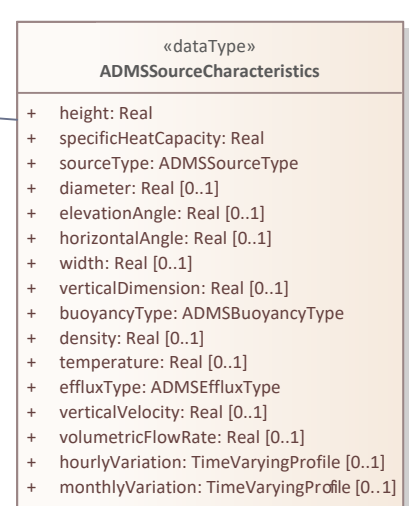 «dataType»
ADMSSourceCharacteristics
+ height: Real
+ specificHeatCapacity: Real
+ sourceType: ADMSSourceType
+ diameter: Real [0..1]
+ elevationAngle: Real [0..1]
+ horizontalAngle: Real [0..1]
+ width: Real [0..1]
+ verticalDimension: Real [0..1]
+ buoyancyType: ADMSBuoyancyType
+ density: Real [0..1]
+ temperature: Real [0..1]
+ effluxType: ADMSEffluxType
+ verticalVelocity: Real [0..1]
+ volumetricFlowRate: Real [0..1]
+ hourlyVariation: TimeVaryingProfile [0..1]
+ monthlyVariation: TimeVaryingProfile [0..1]